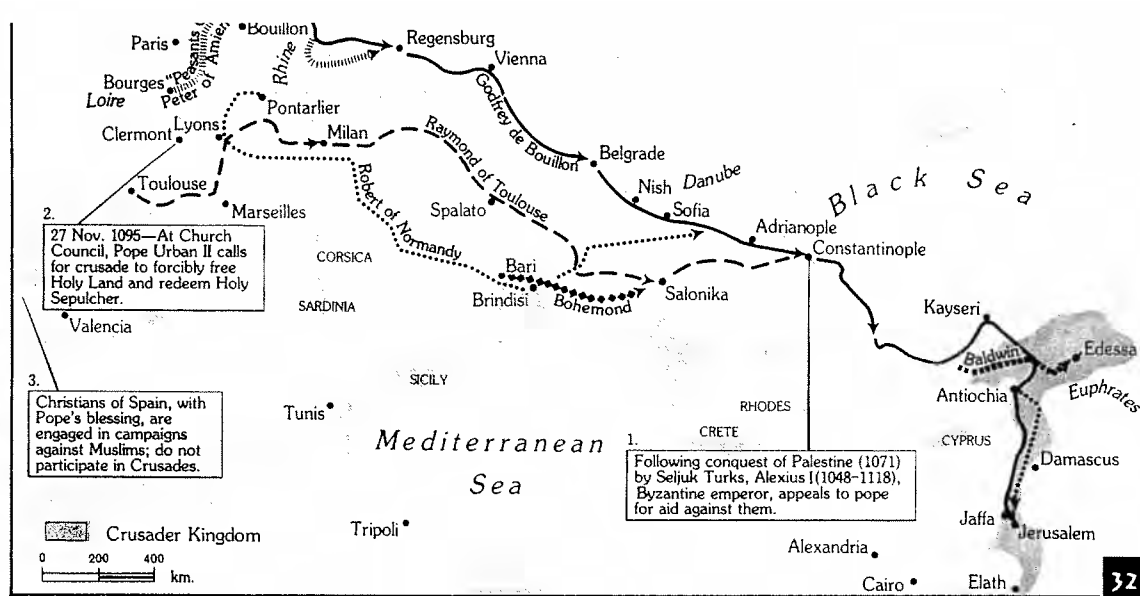 Bouillon
Paris
Regensburg
Vienna
Rhine
"Peasants
Peter of Amien
Bourges
Loire
Pontarlier
Lyons
Clermont
Milan
Godfrey de Bouillon
Raymond of Toulouse
Belgrade
Toulouse
Marseilles
Robert of Normandy
Spalato
Nish
Danube
Sofia
Black Sea
Adrianople
Constantinople
2.
27 Nov. 1095—At Church
Council, Pope Urban II calls
for crusade to forcibly free
Holy Land and redeem Holy
Sepulcher.
CORSICA
Bari
Brindisi
Bohemond
Salonika
SARDINIA
Valencia
Kayseri
Baldwin
Edessa
Euphrates
Antiochia
3.
Christians of Spain, with
Pope's blessing, are
engaged in campaigns
against Muslims; do not
participate in Crusades.
SICILY
Tunis
RHODES
CRETE
CYPRUS
Mediterranean
Sea
Damascus
1.
Following conquest of Palestine (1071)
by Seljuk Turks, Alexius I (1048-1118),
Byzantine emperor, appeals to pope
for aid against them.
Jaffa
Jerusalem
Crusader Kingdom
Tripoli
Alexandria
0 200 400
km.
Cairo
Elath
32